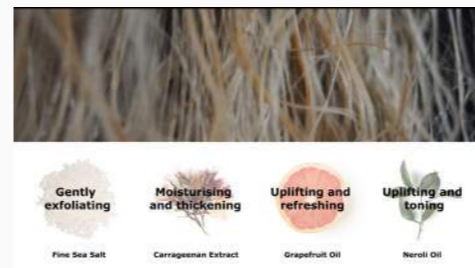 Gently
exfoliating
Moisturising
and thickening
Uplifting and
refreshing
Uplifting and
toning
Fine Sea Salt
Carrageenan Extract
Grapefruit Oil
Neroli Oil